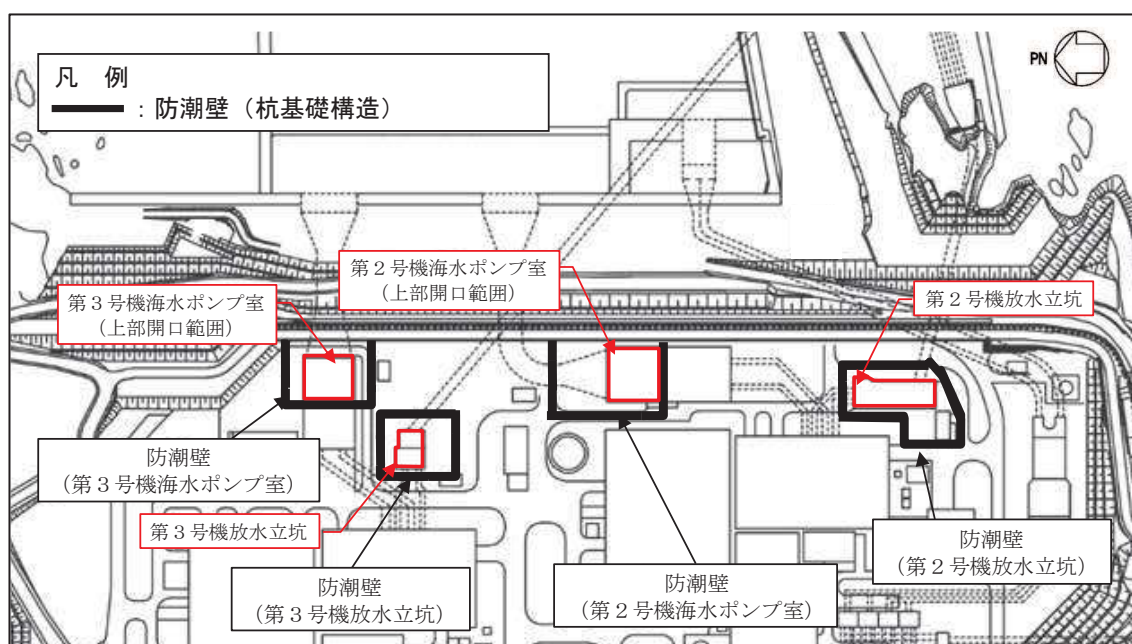 凡　例
：防潮壁（杭基礎構造）
PN
第２号機海水ポンプ室
（上部開口範囲）
第３号機海水ポンプ室
（上部開口範囲）
第２号機放水立坑
防潮壁
（第３号機海水ポンプ室）
第３号機放水立坑
防潮壁
（第３号機放水立坑）
防潮壁
（第２号機海水ポンプ室）
防潮壁
（第２号機放水立坑）